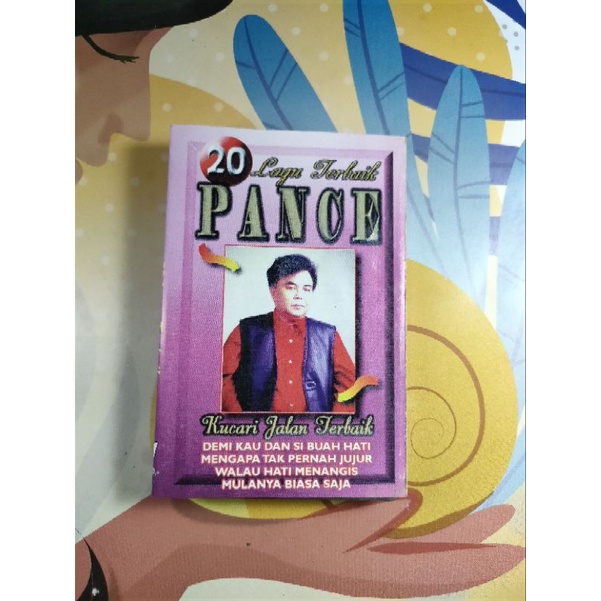 20 Lagu Terbaik
PANCE
Kucari Jalan Terbaik
DEMI KAU DAN SI BUAH HATI
MENGAPA TAK PERNAH JUJUR
WALAU HATI MENANGIS
MULANYA BIASA SAJA